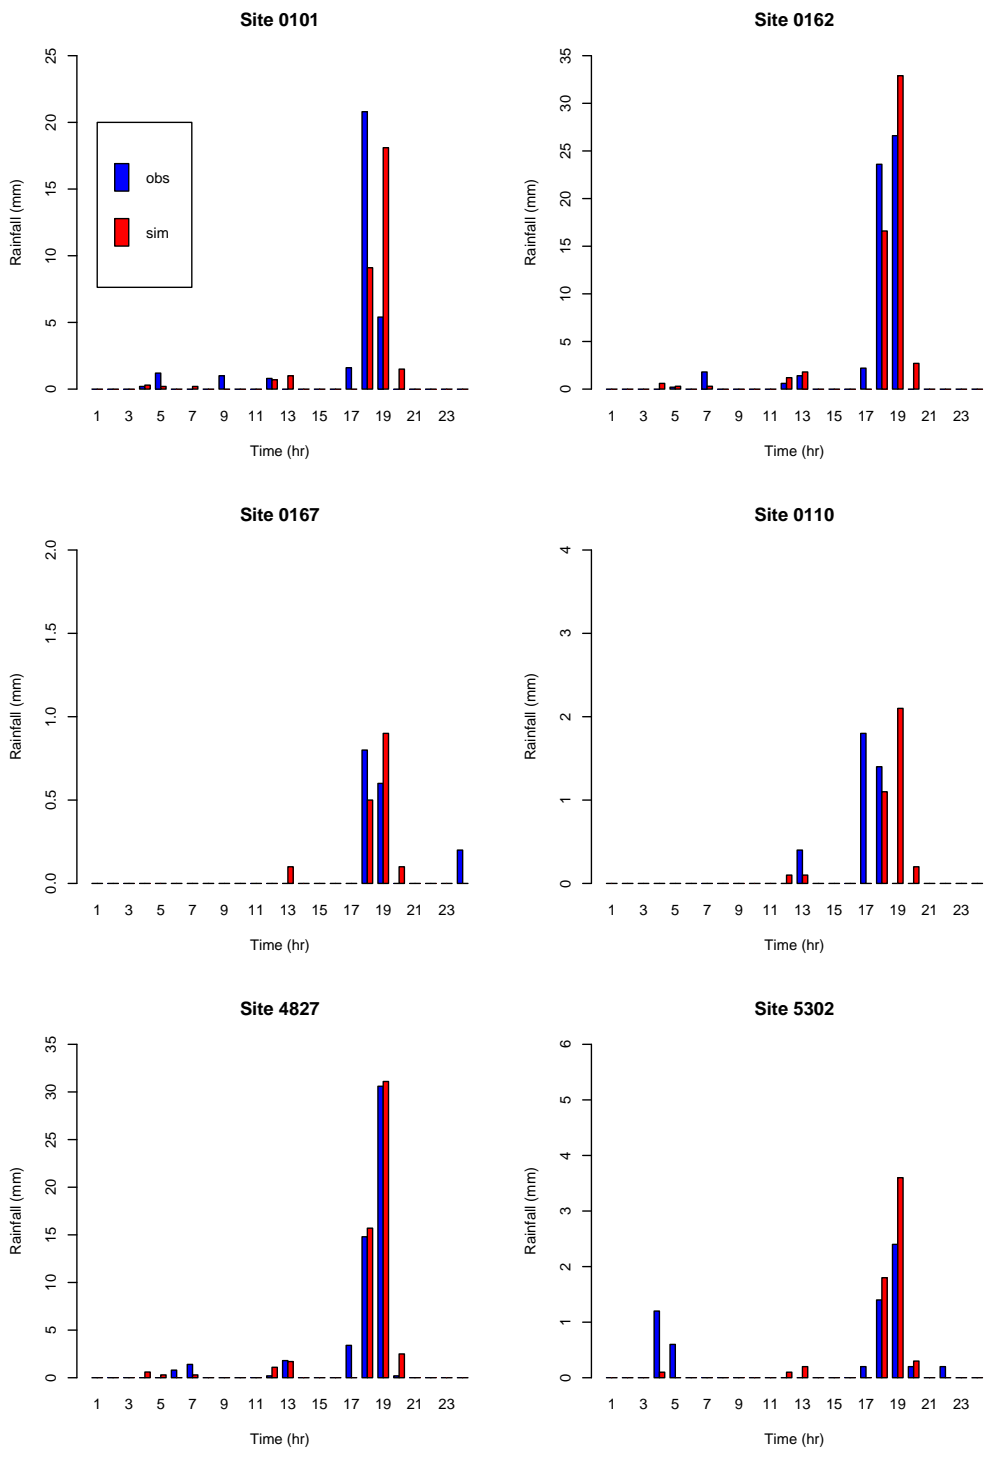 Site 0101
Rainfall (mm)
25
20
15
10
5
0
obs
sim
1 3 5 7 9 11 13 15 17 19 21 23
Time (hr)
Site 0162
Rainfall (mm)
35
30
25
20
15
10
5
0
1 3 5 7 9 11 13 15 17 19 21 23
Time (hr)
Site 0167
Rainfall (mm)
2.0
1.5
1.0
0.5
0.0
1 3 5 7 9 11 13 15 17 19 21 23
Time (hr)
Site 0110
Rainfall (mm)
4
3
2
1
0
1 3 5 7 9 11 13 15 17 19 21 23
Time (hr)
Site 4827
Rainfall (mm)
35
30
25
20
15
10
5
0
1 3 5 7 9 11 13 15 17 19 21 23
Time (hr)
Site 5302
Rainfall (mm)
6
5
4
3
2
1
0
1 3 5 7 9 11 13 15 17 19 21 23
Time (hr)